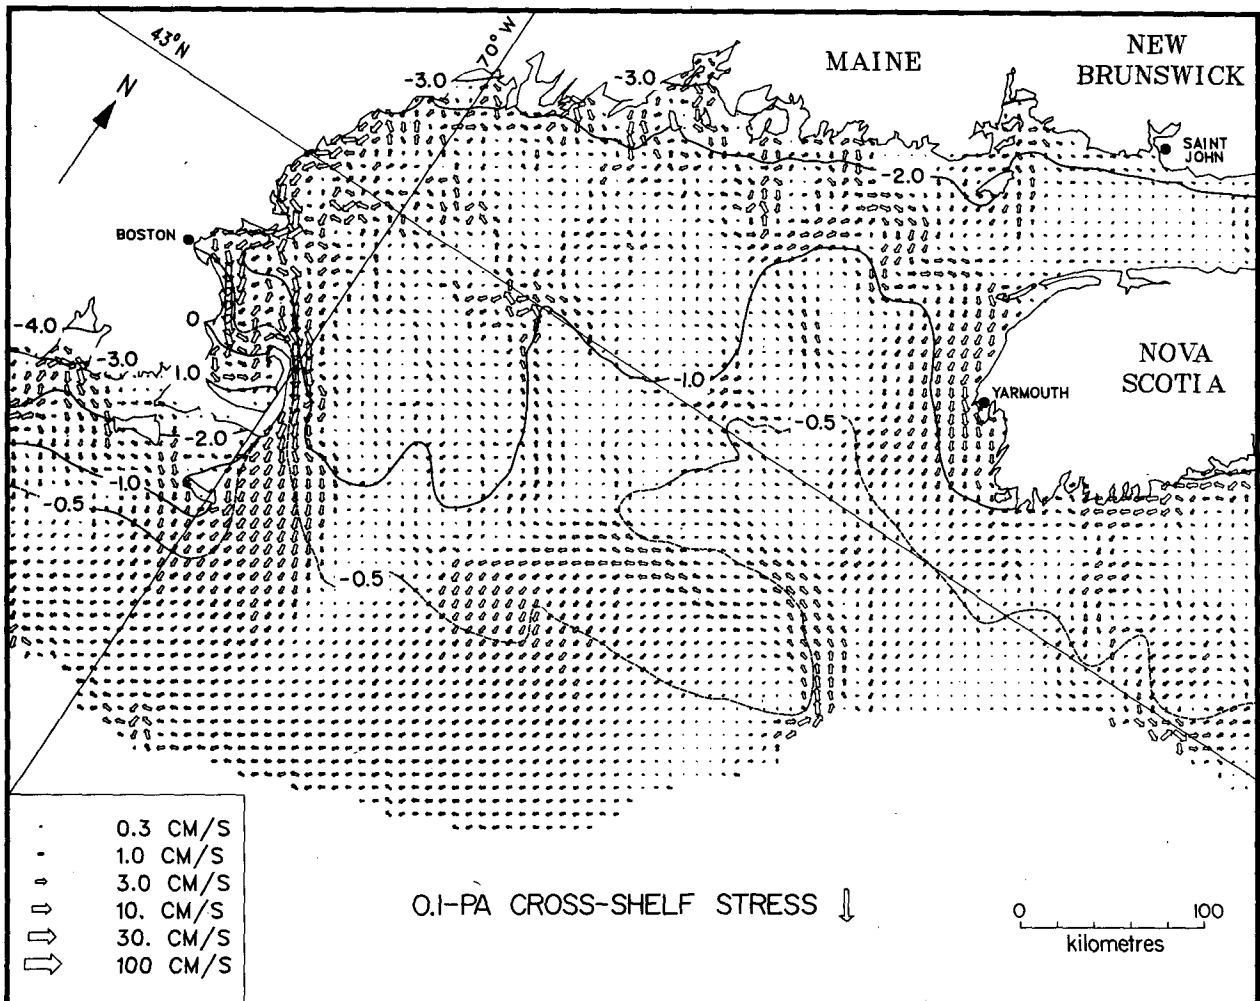 43°N
70° W
N
MAINE
NEW
BRUNSWICK
SAINT
JOHN
-3.0
-3.0
-2.0
BOSTON
0
-4.0
-3.0
1.0
-2.0
-1.0
-0.5
-1.0
-0.5
-0.5
NOVA
SCOTIA
YARMOUTH
0.3 CM/S
1.0 CM/S
3.0 CM/S
10. CM/S
30. CM/S
100 CM/S
0.1-PA CROSS-SHELF STRESS
0 100
kilometres